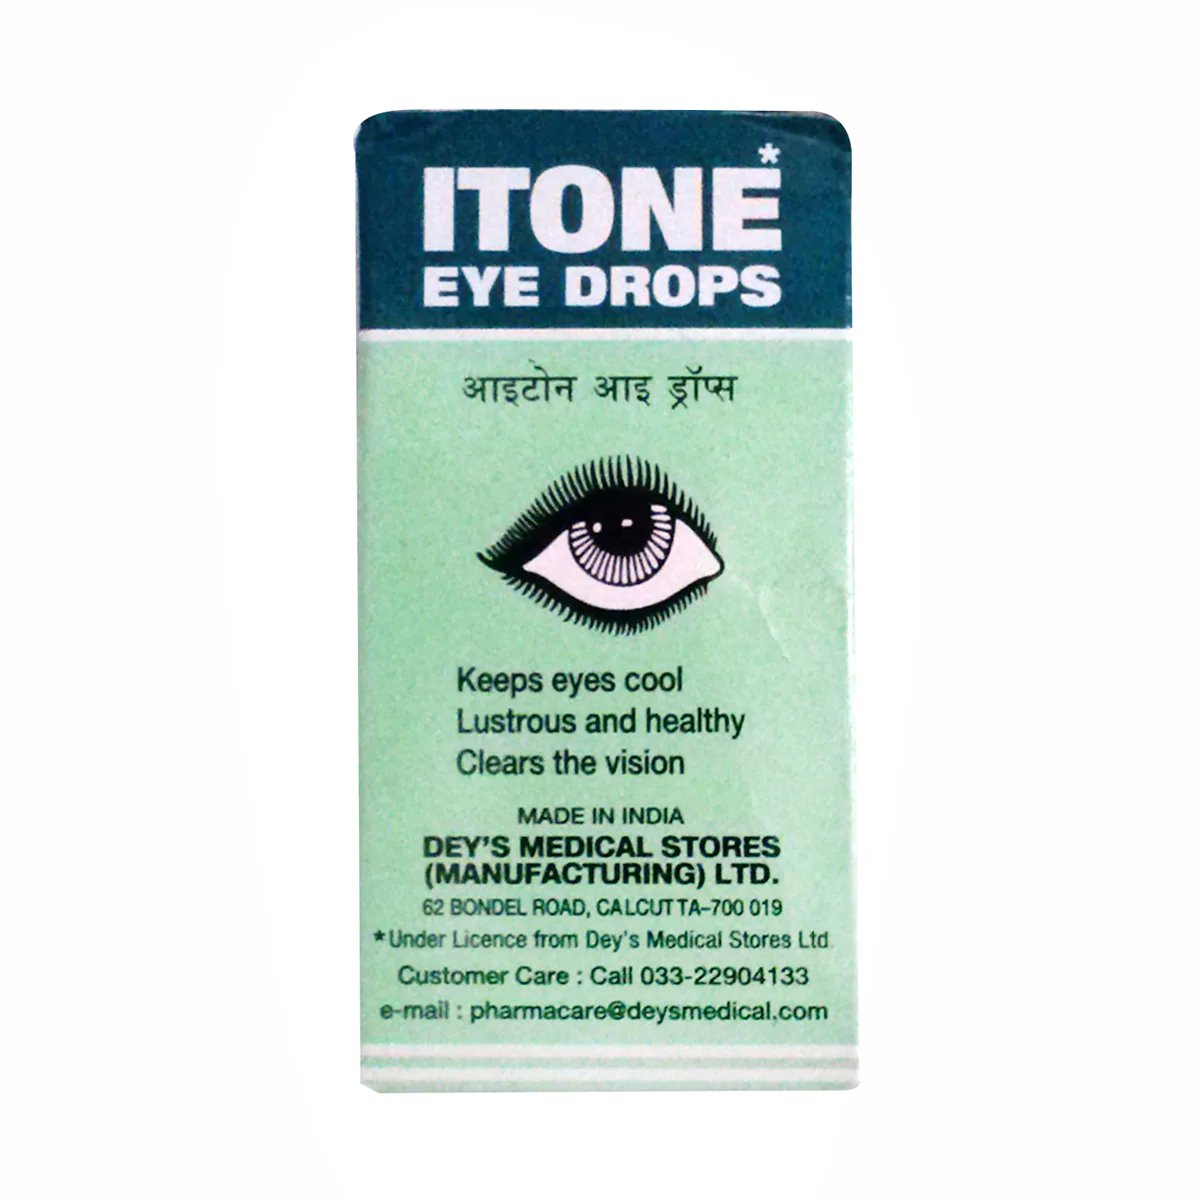 ITONE*
EYE DROPS
आइटोन आइ ड्रॉप्स
Keeps eyes cool
Lustrous and healthy
Clears the vision
MADE IN INDIA
DEY'S MEDICAL STORES
(MANUFACTURING) LTD.
62 BONDEL ROAD, CALCUTTA-700 019
*Under Licence from Dey's Medical Stores Ltd.
Customer Care : Call 033-22904133
e-mail : pharmacare@deysmedical.com